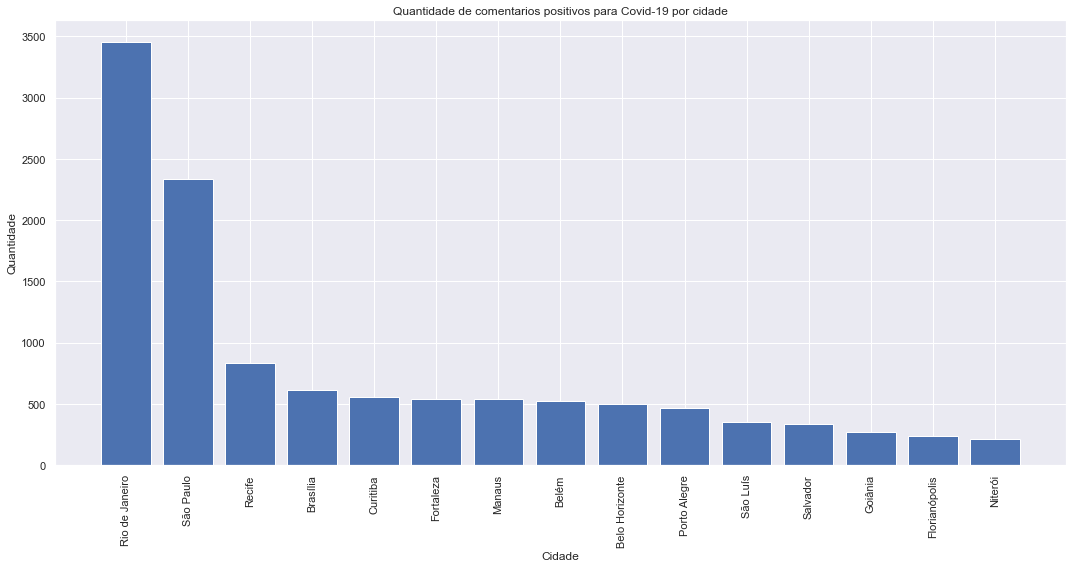 Quantidade de comentarios positivos para Covid-19 por cidade
Quantidade
3500
3000
2500
2000
1500
1000
500
0
Rio de Janeiro
São Paulo
Recife
Brasília
Curitiba
Fortaleza
Manaus
Belém
Belo Horizonte
Porto Alegre
São Luís
Salvador
Goiânia
Florianópolis
Niterói
Cidade